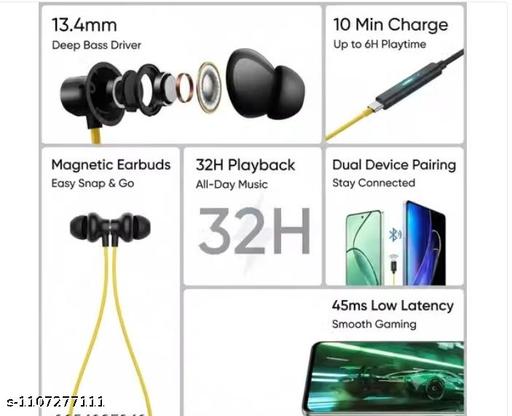 13.4mm
Deep Bass Driver
10 Min Charge
Up to 6H Playtime
Magnetic Earbuds
Easy Snap & Go
32H Playback
All-Day Music
32H
Dual Device Pairing
Stay Connected
45ms Low Latency
Smooth Gaming
s-1107277111